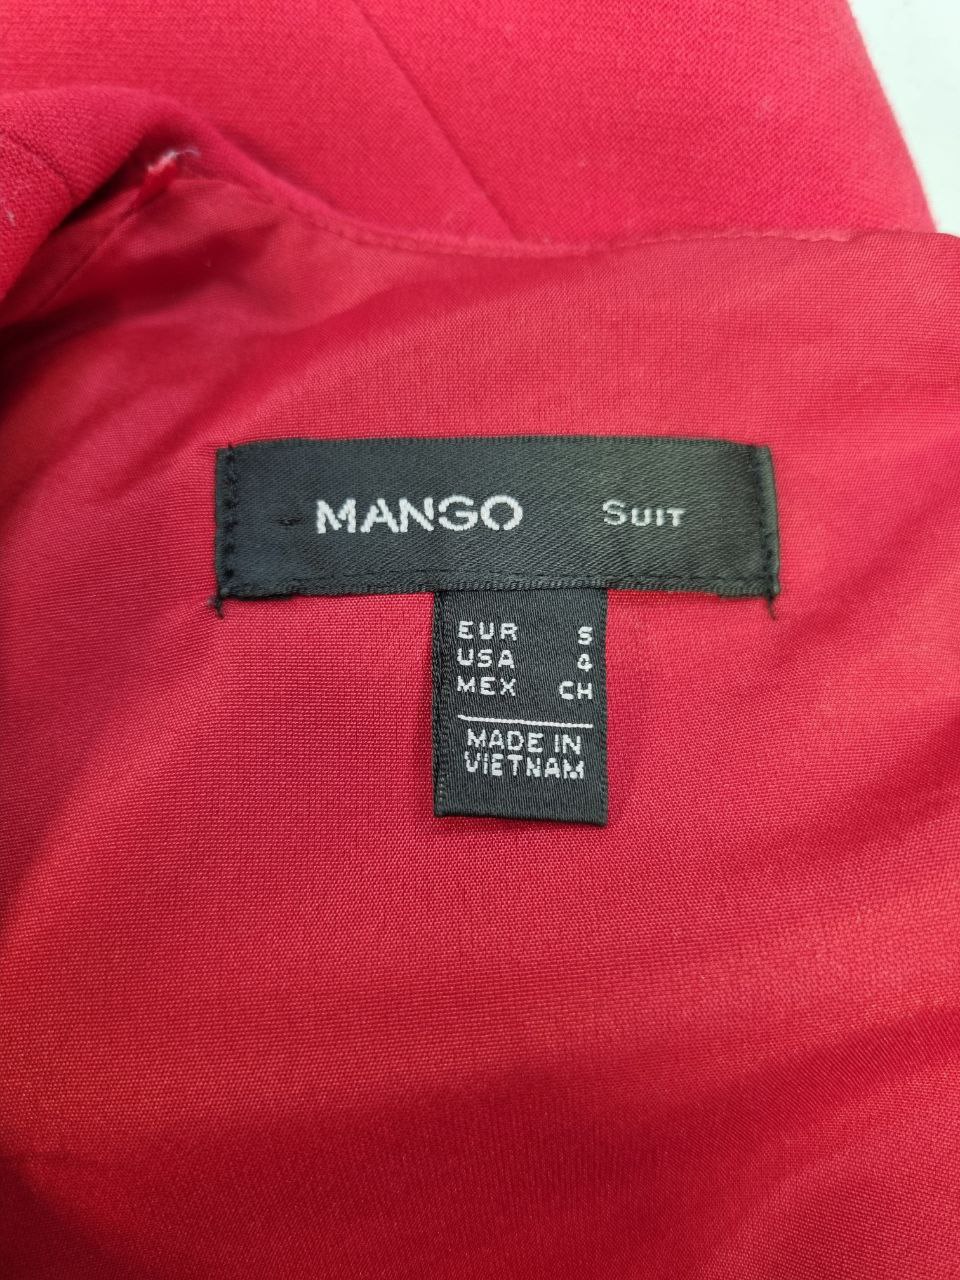 MANGO SUIT
EUR S
USA 4
MEX CH
MADE IN
VIETNAM